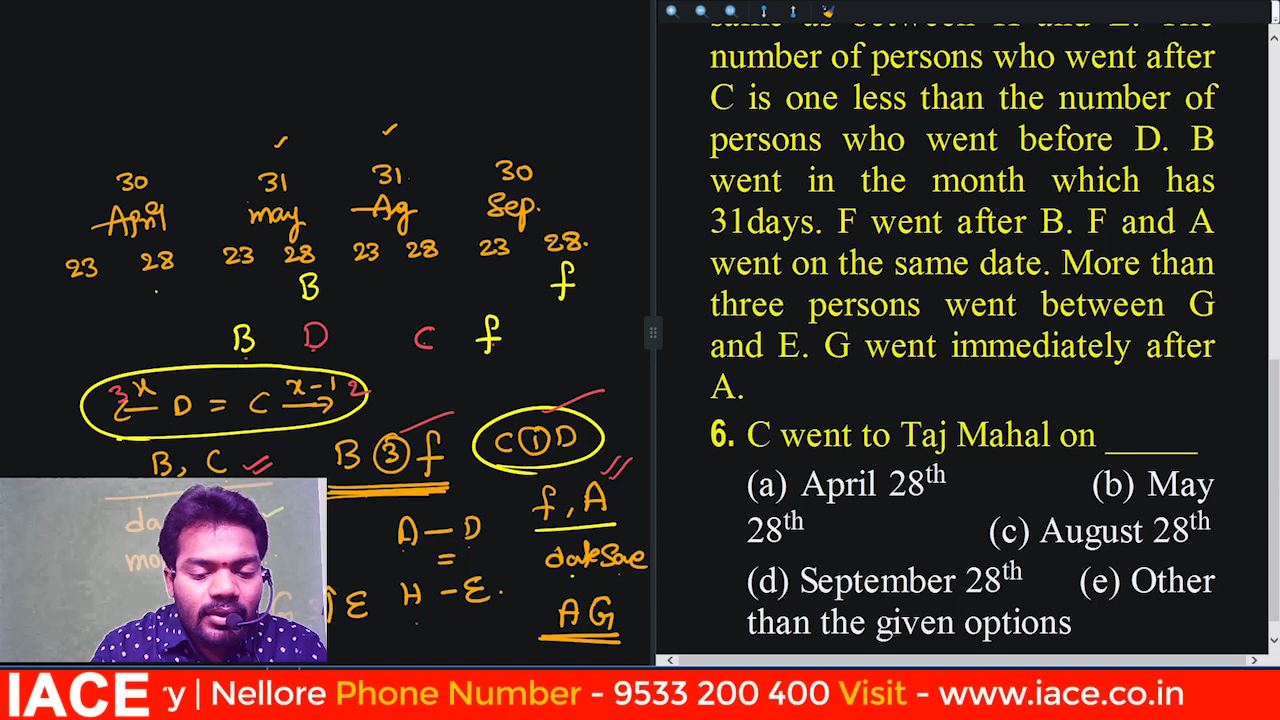 30 31 31 30
April may Ag Sep.
23 28 23 28 23 28 23 28.
B f
B D C f
3 x D = C x-1 2
B 3 f C 1 D
B, C
f, A
A — D
=
date Sae
H - E.
E
A G
number of persons who went after
C is one less than the number of
persons who went before D. B
went in the month which has
31days. F went after B. F and A
went on the same date. More than
three persons went between G
and E. G went immediately after
A.
6. C went to Taj Mahal on ______
(a) April 28th (b) May
28th (c) August 28th
(d) September 28th (e) Other
than the given options
IACE y | Nellore Phone Number - 9533 200 400 Visit - www.iace.co.in